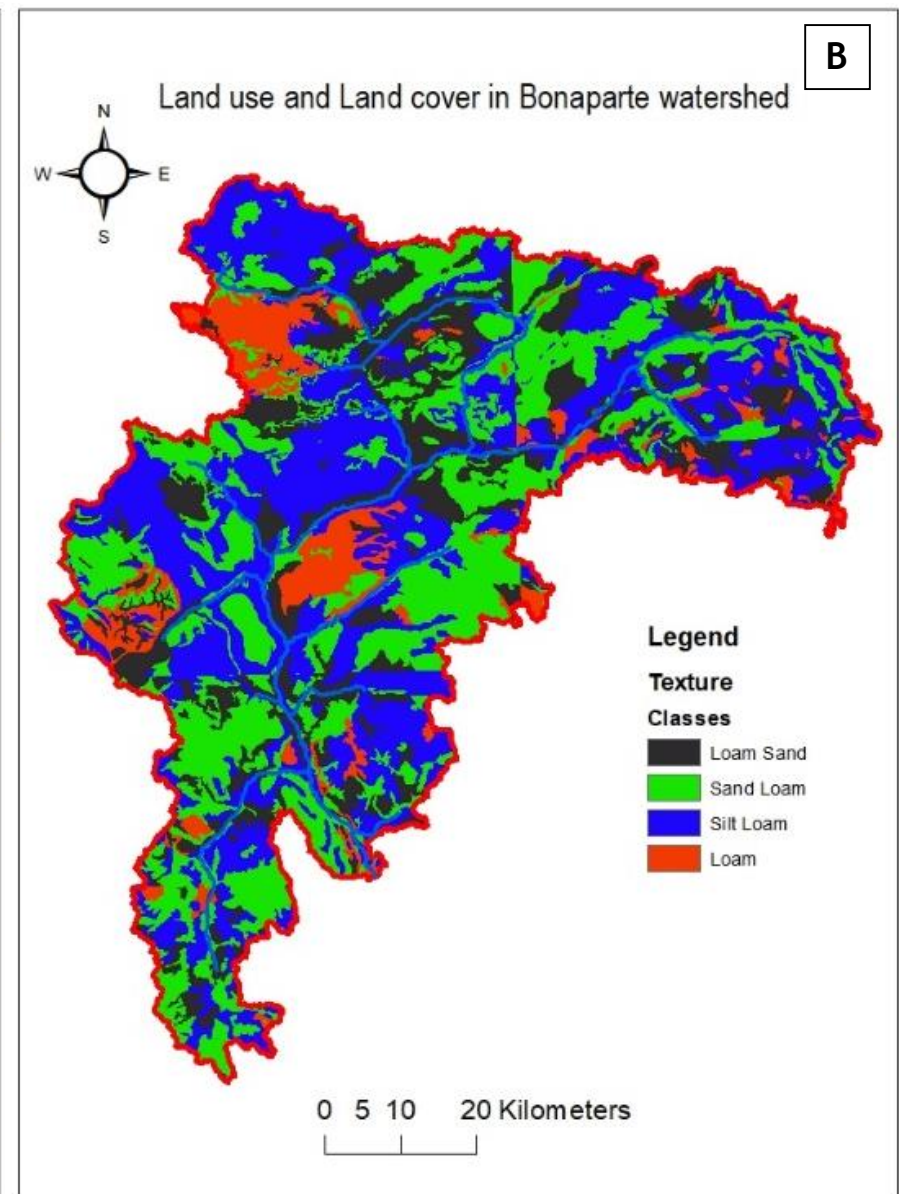 B
Land use and Land cover in Bonaparte watershed
N
W E
S
Legend
Texture
Classes
Loam Sand
Sand Loam
Silt Loam
Loam
0 5 10 20 Kilometers